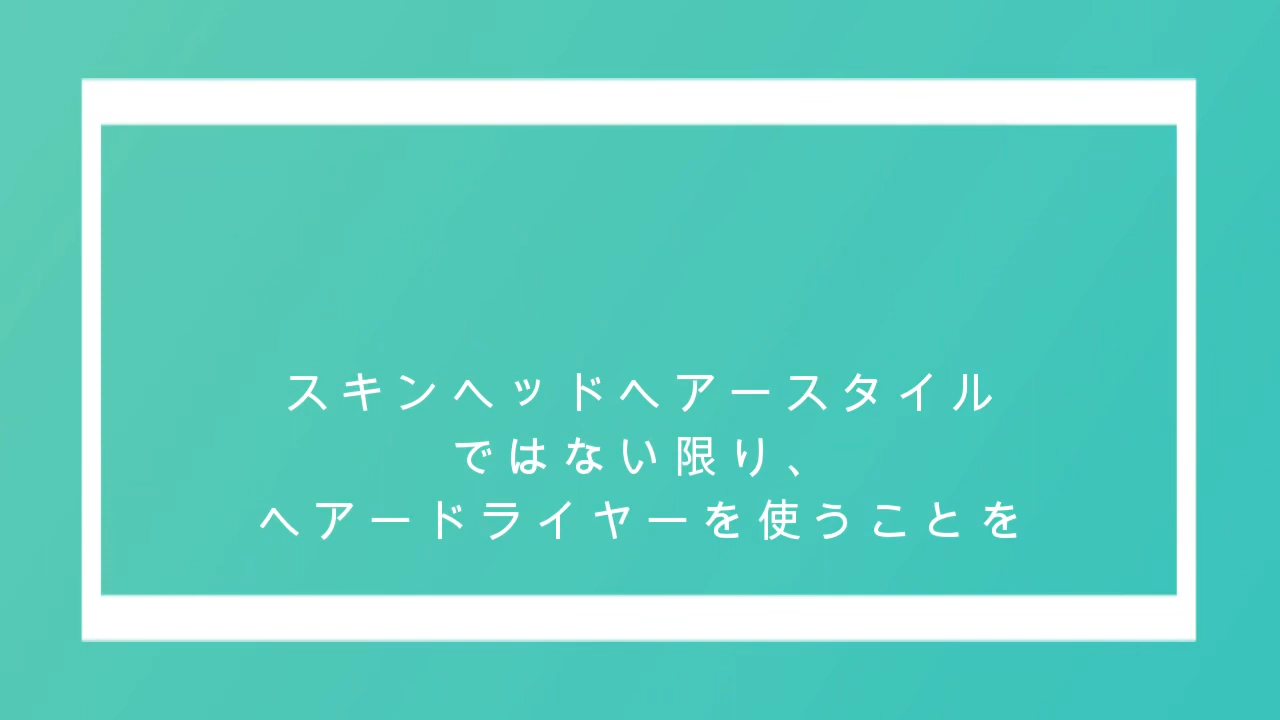 スキンヘッドヘアースタイル
ではない限り、
ヘアードライヤーを使うことを